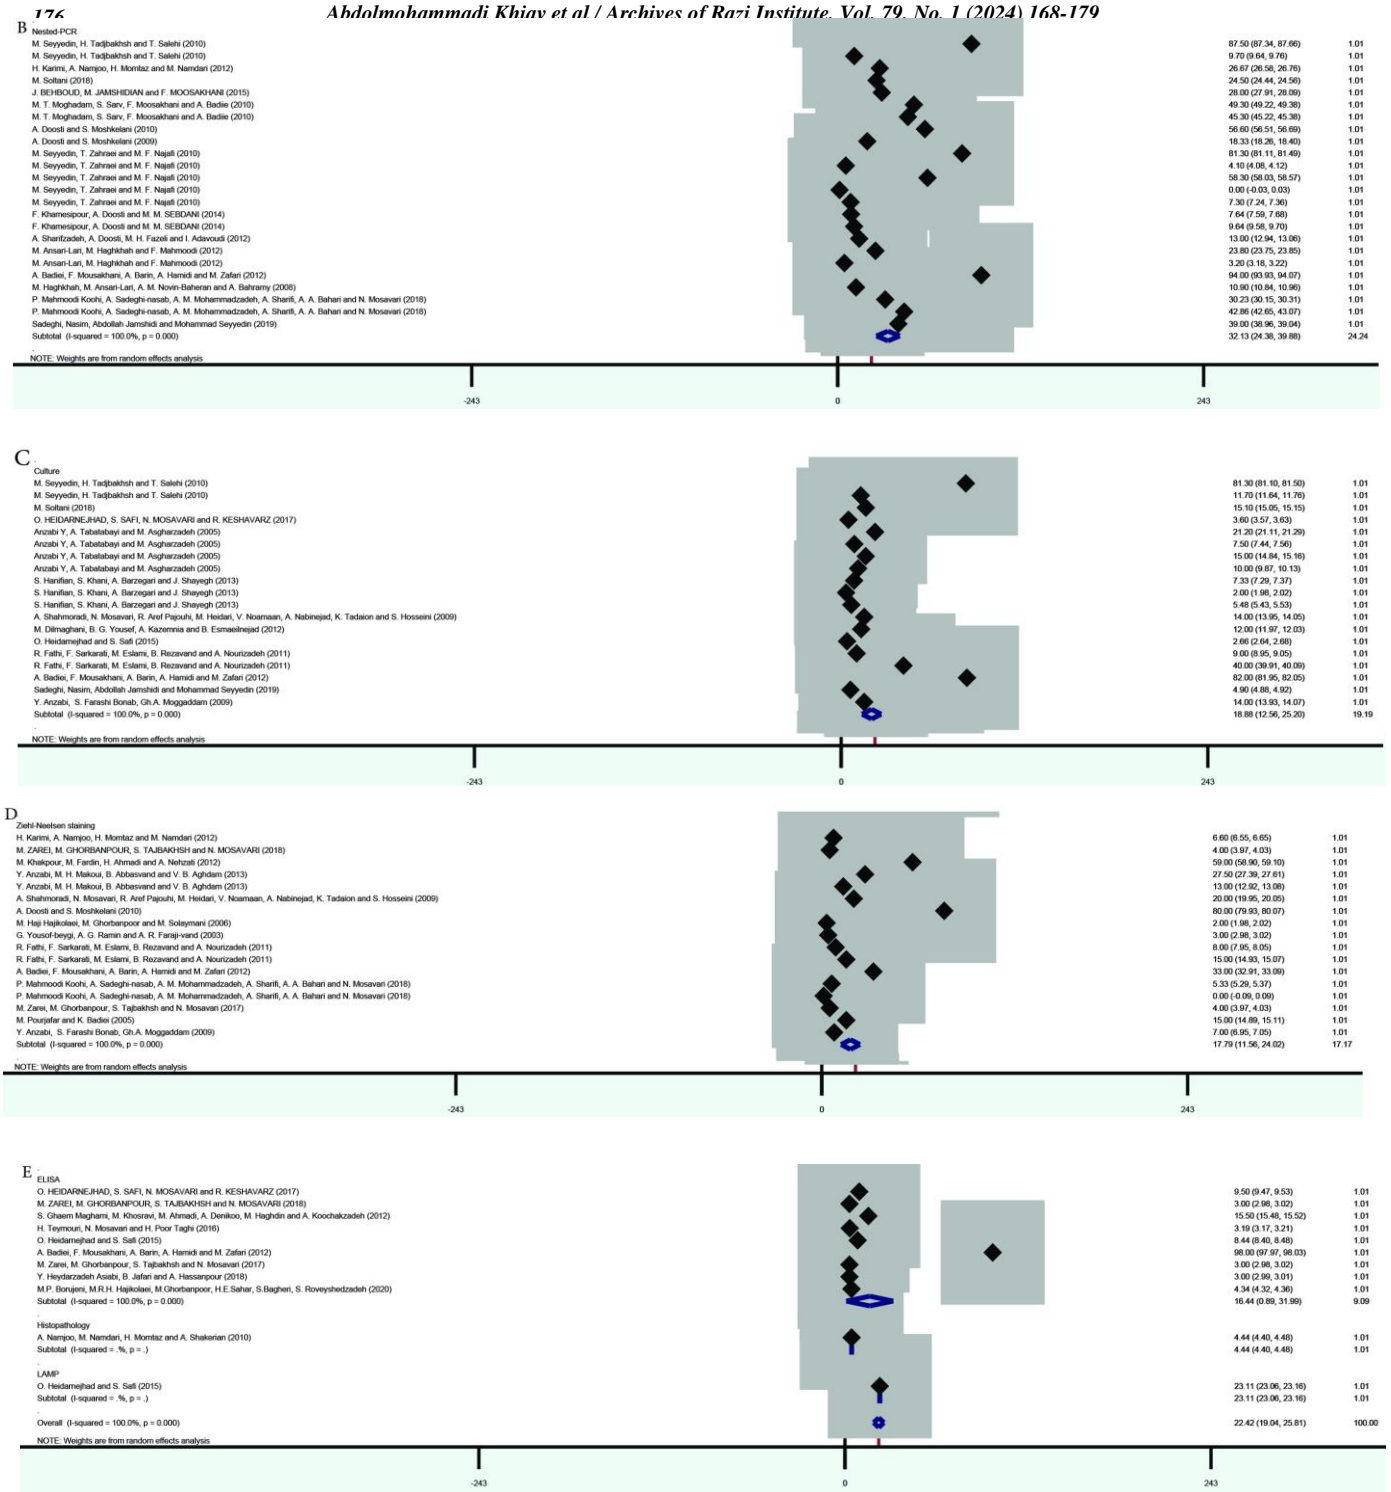 176 Abdolmohammadi Khiav et al / Archives of Razi Institute, Vol. 79, No. 1 (2024) 168-179
B
Nested-PCR
M. Seyyedin, H. Tadjbakhsh and T. Salehi (2010) 87.50 (87.34, 87.66) 1.01
M. Seyyedin, H. Tadjbakhsh and T. Salehi (2010) 9.70 (9.64, 9.76) 1.01
H. Karimi, A. Namjoo, H. Momtaz and M. Namdari (2012) 26.67 (26.58, 26.76) 1.01
M. Soltani (2018) 24.50 (24.44, 24.56) 1.01
J. BEHBOUD, M. JAMSHIDIAN and F. MOOSAKHANI (2015) 28.00 (27.91, 28.09) 1.01
M. T. Moghadam, S. Sarv, F. Moosakhani and A. Badiie (2010) 49.30 (49.22, 49.38) 1.01
M. T. Moghadam, S. Sarv, F. Moosakhani and A. Badiie (2010) 45.30 (45.22, 45.38) 1.01
A. Doosti and S. Moshkelani (2010) 56.60 (56.51, 56.69) 1.01
A. Doosti and S. Moshkelani (2009) 18.33 (18.26, 18.40) 1.01
M. Seyyedin, T. Zahraei and M. F. Najafi (2010) 81.30 (81.11, 81.49) 1.01
M. Seyyedin, T. Zahraei and M. F. Najafi (2010) 4.10 (4.08, 4.12) 1.01
M. Seyyedin, T. Zahraei and M. F. Najafi (2010) 58.30 (58.03, 58.57) 1.01
M. Seyyedin, T. Zahraei and M. F. Najafi (2010) 0.00 (-0.03, 0.03) 1.01
M. Seyyedin, T. Zahraei and M. F. Najafi (2010) 7.30 (7.24, 7.36) 1.01
F. Khamesipour, A. Doosti and M. M. SEBDANI (2014) 7.64 (7.59, 7.68) 1.01
F. Khamesipour, A. Doosti and M. M. SEBDANI (2014) 9.64 (9.58, 9.70) 1.01
A. Sharifzadeh, A. Doosti, M. H. Fazeli and I. Adavoudi (2012) 13.00 (12.94, 13.06) 1.01
M. Ansari-Lari, M. Haghkhah and F. Mahmoodi (2012) 23.80 (23.75, 23.85) 1.01
M. Ansari-Lari, M. Haghkhah and F. Mahmoodi (2012) 3.20 (3.18, 3.22) 1.01
A. Badiei, F. Mousakhani, A. Barin, A. Hamidi and M. Zafari (2012) 94.00 (93.93, 94.07) 1.01
M. Haghkhah, M. Ansari-Lari, A. M. Novin-Baheran and A. Bahramy (2008) 10.90 (10.84, 10.96) 1.01
P. Mahmoodi Koohi, A. Sadeghi-nasab, A. M. Mohammadzadeh, A. Sharifi, A. A. Bahari and N. Mosavari (2018) 30.23 (30.15, 30.31) 1.01
P. Mahmoodi Koohi, A. Sadeghi-nasab, A. M. Mohammadzadeh, A. Sharifi, A. A. Bahari and N. Mosavari (2018) 42.86 (42.65, 43.07) 1.01
Sadeghi, Nasim, Abdollah Jamshidi and Mohammad Seyyedin (2019) 39.00 (38.96, 39.04) 1.01
Subtotal (I-squared = 100.0%, p = 0.000) 32.13 (24.38, 39.88) 24.24
.
NOTE: Weights are from random effects analysis
-243 0 243
C
.
Culture
M. Seyyedin, H. Tadjbakhsh and T. Salehi (2010) 81.30 (81.10, 81.50) 1.01
M. Seyyedin, H. Tadjbakhsh and T. Salehi (2010) 11.70 (11.64, 11.76) 1.01
M. Soltani (2018) 15.10 (15.05, 15.15) 1.01
O. HEIDARNEJHAD, S. SAFI, N. MOSAVARI and R. KESHAVARZ (2017) 3.60 (3.57, 3.63) 1.01
Anzabi Y, A. Tabatabayi and M. Asgharzadeh (2005) 21.20 (21.11, 21.29) 1.01
Anzabi Y, A. Tabatabayi and M. Asgharzadeh (2005) 7.50 (7.44, 7.56) 1.01
Anzabi Y, A. Tabatabayi and M. Asgharzadeh (2005) 15.00 (14.84, 15.16) 1.01
Anzabi Y, A. Tabatabayi and M. Asgharzadeh (2005) 10.00 (9.87, 10.13) 1.01
S. Hanifian, S. Khani, A. Barzegari and J. Shayegh (2013) 7.33 (7.29, 7.37) 1.01
S. Hanifian, S. Khani, A. Barzegari and J. Shayegh (2013) 2.00 (1.98, 2.02) 1.01
S. Hanifian, S. Khani, A. Barzegari and J. Shayegh (2013) 5.48 (5.43, 5.53) 1.01
A. Shahmoradi, N. Mosavari, R. Aref Pajouhi, M. Heidari, V. Noamaan, A. Nabinejad, K. Tadaion and S. Hosseini (2009) 14.00 (13.95, 14.05) 1.01
M. Dilmaghani, B. G. Yousef, A. Kazemnia and B. Esmaeilnejad (2012) 12.00 (11.97, 12.03) 1.01
O. Heidarnejhad and S. Safi (2015) 2.66 (2.64, 2.68) 1.01
R. Fathi, F. Sarkarati, M. Eslami, B. Rezavand and A. Nourizadeh (2011) 9.00 (8.95, 9.05) 1.01
R. Fathi, F. Sarkarati, M. Eslami, B. Rezavand and A. Nourizadeh (2011) 40.00 (39.91, 40.09) 1.01
A. Badiei, F. Mousakhani, A. Barin, A. Hamidi and M. Zafari (2012) 82.00 (81.95, 82.05) 1.01
Sadeghi, Nasim, Abdollah Jamshidi and Mohammad Seyyedin (2019) 4.90 (4.88, 4.92) 1.01
Y. Anzabi, S. Farashi Bonab, Gh.A. Moggaddam (2009) 14.00 (13.93, 14.07) 1.01
Subtotal (I-squared = 100.0%, p = 0.000) 18.88 (12.56, 25.20) 19.19
.
NOTE: Weights are from random effects analysis
-243 0 243
D
.
Ziehl-Neelsen staining
H. Karimi, A. Namjoo, H. Momtaz and M. Namdari (2012) 6.60 (6.55, 6.65) 1.01
M. ZAREI, M. GHORBANPOUR, S. TAJBAKHSH and N. MOSAVARI (2018) 4.00 (3.97, 4.03) 1.01
M. Khakpour, M. Fardin, H. Ahmadi and A. Nehzati (2012) 59.00 (58.90, 59.10) 1.01
Y. Anzabi, M. H. Makoui, B. Abbasvand and V. B. Aghdam (2013) 27.50 (27.39, 27.61) 1.01
Y. Anzabi, M. H. Makoui, B. Abbasvand and V. B. Aghdam (2013) 13.00 (12.92, 13.08) 1.01
A. Shahmoradi, N. Mosavari, R. Aref Pajouhi, M. Heidari, V. Noamaan, A. Nabinejad, K. Tadaion and S. Hosseini (2009) 20.00 (19.95, 20.05) 1.01
A. Doosti and S. Moshkelani (2010) 80.00 (79.93, 80.07) 1.01
M. Haji Hajikolaei, M. Ghorbanpoor and M. Solaymani (2006) 2.00 (1.98, 2.02) 1.01
G. Yousof-beygi, A. G. Ramin and A. R. Faraji-vand (2003) 3.00 (2.98, 3.02) 1.01
R. Fathi, F. Sarkarati, M. Eslami, B. Rezavand and A. Nourizadeh (2011) 8.00 (7.95, 8.05) 1.01
R. Fathi, F. Sarkarati, M. Eslami, B. Rezavand and A. Nourizadeh (2011) 15.00 (14.93, 15.07) 1.01
A. Badiei, F. Mousakhani, A. Barin, A. Hamidi and M. Zafari (2012) 33.00 (32.91, 33.09) 1.01
P. Mahmoodi Koohi, A. Sadeghi-nasab, A. M. Mohammadzadeh, A. Sharifi, A. A. Bahari and N. Mosavari (2018) 5.33 (5.29, 5.37) 1.01
P. Mahmoodi Koohi, A. Sadeghi-nasab, A. M. Mohammadzadeh, A. Sharifi, A. A. Bahari and N. Mosavari (2018) 0.00 (-0.09, 0.09) 1.01
M. Zarei, M. Ghorbanpour, S. Tajbakhsh and N. Mosavari (2017) 4.00 (3.97, 4.03) 1.01
M. Pourjafar and K. Badiei (2005) 15.00 (14.89, 15.11) 1.01
Y. Anzabi, S. Farashi Bonab, Gh.A. Moggaddam (2009) 7.00 (6.95, 7.05) 1.01
Subtotal (I-squared = 100.0%, p = 0.000) 17.79 (11.56, 24.02) 17.17
.
NOTE: Weights are from random effects analysis
-243 0 243
E
.
ELISA
O. HEIDARNEJHAD, S. SAFI, N. MOSAVARI and R. KESHAVARZ (2017) 9.50 (9.47, 9.53) 1.01
M. ZAREI, M. GHORBANPOUR, S. TAJBAKHSH and N. MOSAVARI (2018) 3.00 (2.98, 3.02) 1.01
S. Ghaem Maghami, M. Khosravi, M. Ahmadi, A. Denikoo, M. Haghdin and A. Koochakzadeh (2012) 15.50 (15.48, 15.52) 1.01
H. Teymouri, N. Mosavari and H. Poor Taghi (2016) 3.19 (3.17, 3.21) 1.01
O. Heidarnejhad and S. Safi (2015) 8.44 (8.40, 8.48) 1.01
A. Badiei, F. Mousakhani, A. Barin, A. Hamidi and M. Zafari (2012) 98.00 (97.97, 98.03) 1.01
M. Zarei, M. Ghorbanpour, S. Tajbakhsh and N. Mosavari (2017) 3.00 (2.98, 3.02) 1.01
Y. Heydarzadeh Asiabi, B. Jafari and A. Hassanpour (2018) 3.00 (2.99, 3.01) 1.01
M.P. Borujeni, M.R.H. Hajikolaei, M.Ghorbanpoor, H.E.Sahar, S.Bagheri, S. Roveyshedzadeh (2020) 4.34 (4.32, 4.36) 1.01
Subtotal (I-squared = 100.0%, p = 0.000) 16.44 (0.89, 31.99) 9.09
.
Histopathology
A. Namjoo, M. Namdari, H. Momtaz and A. Shakerian (2010) 4.44 (4.40, 4.48) 1.01
Subtotal (I-squared = .%, p = .) 4.44 (4.40, 4.48) 1.01
.
LAMP
O. Heidarnejhad and S. Safi (2015) 23.11 (23.06, 23.16) 1.01
Subtotal (I-squared = .%, p = .) 23.11 (23.06, 23.16) 1.01
.
Overall (I-squared = 100.0%, p = 0.000) 22.42 (19.04, 25.81) 100.00
NOTE: Weights are from random effects analysis
-243 0 243